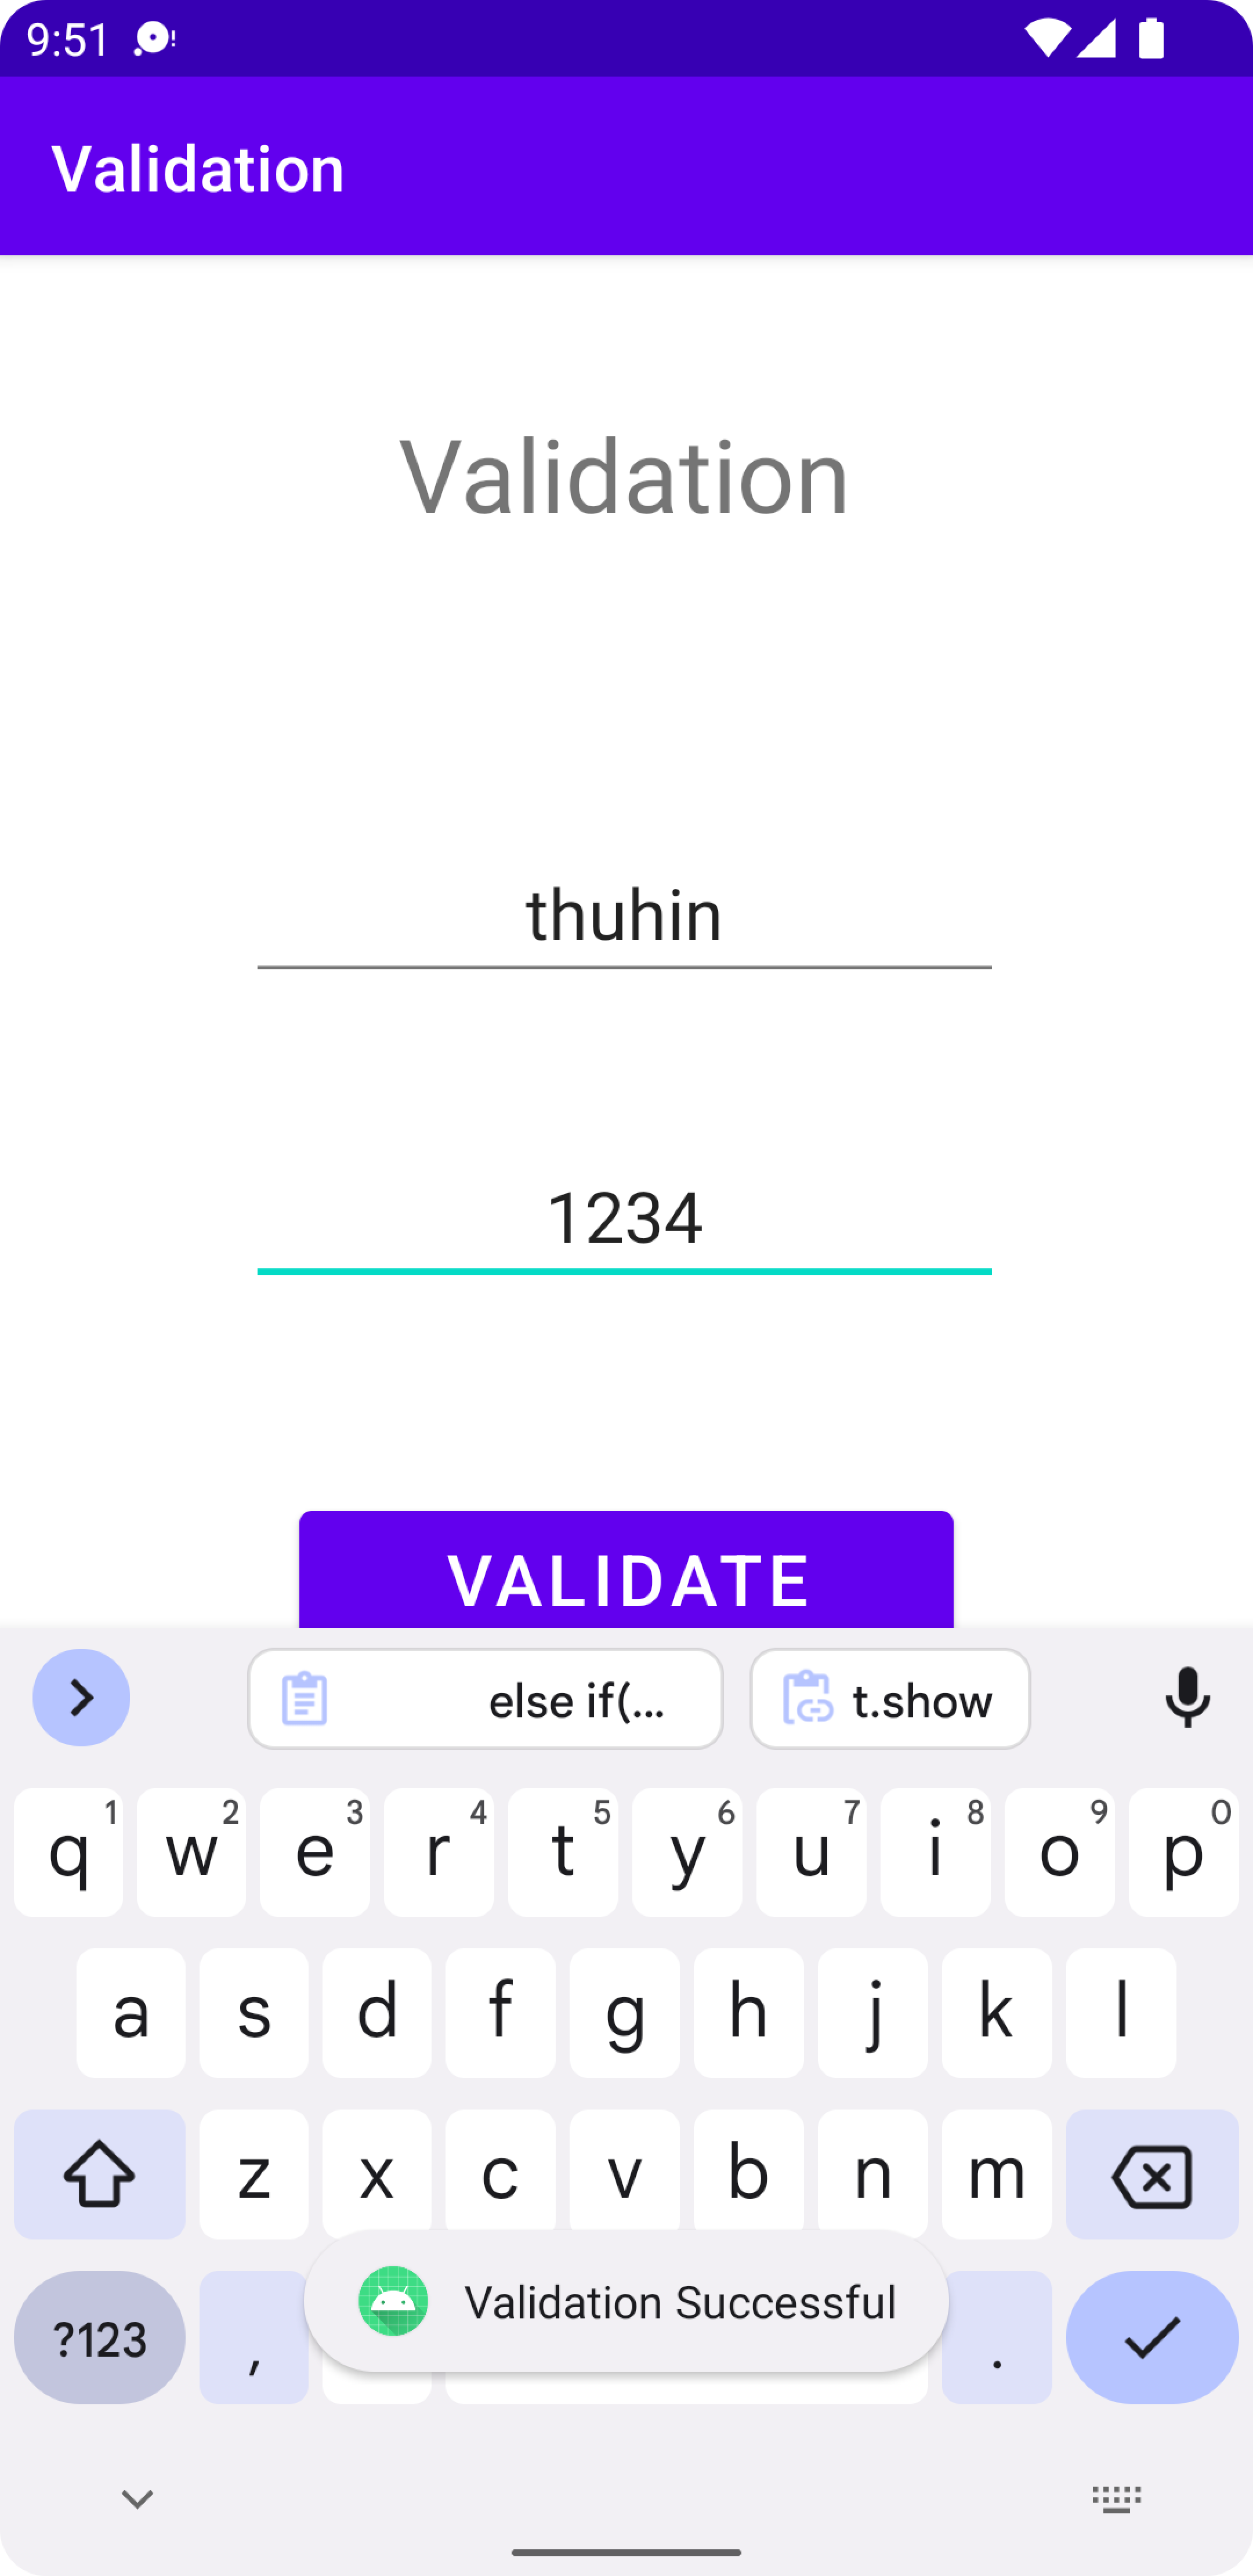 9:51
Validation
Validation
thuhin
1234
VALIDATE
else if(... t.show
1 2 3 4 5 6 7 8 9 0
q w e r t y u i o p
a s d f g h j k l
z x c v b n m
Validation Successful
?123 , .